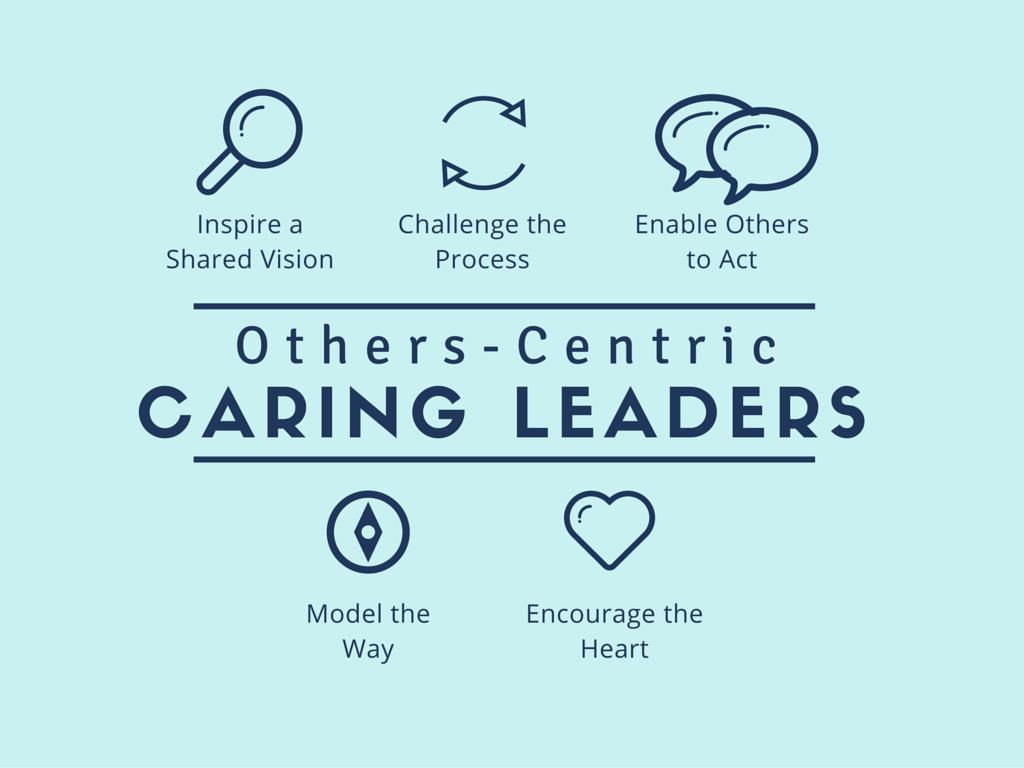 Inspire a
Shared Vision
Challenge the
Process
Enable Others
to Act
Others-Centric
CARING LEADERS
Model the
Way
Encourage the
Heart